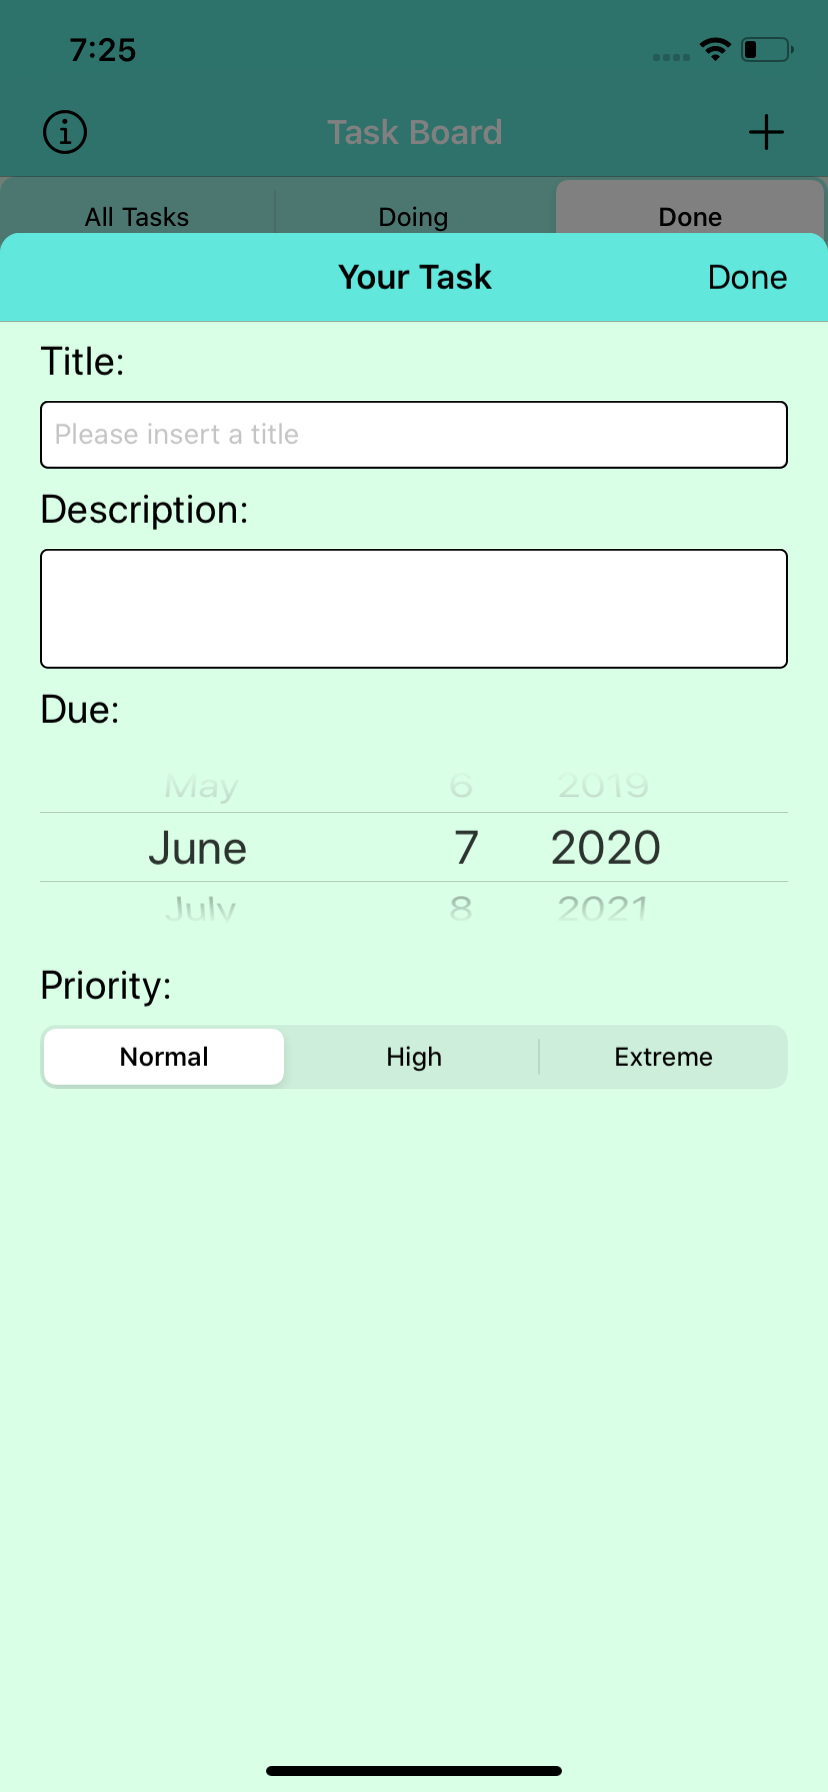 7:25
Task Board
All Tasks Doing Done
Your Task Done
Title:
Please insert a title
Description:
Due:
May 6 2019
June 7 2020
July 8 2021
Priority:
Normal High Extreme